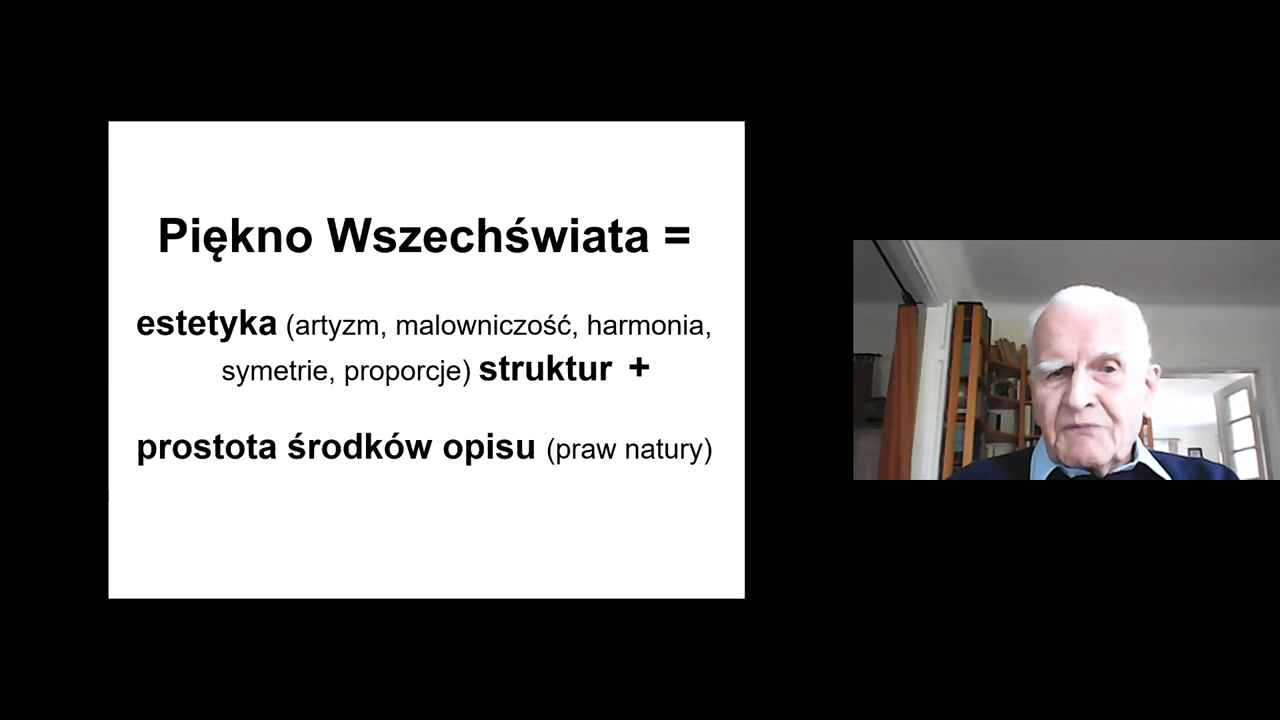 Piękno Wszechświata =
estetyka (artyzm, malowniczość, harmonia,
symetrie, proporcje) struktur +
prostota środków opisu (praw natury)